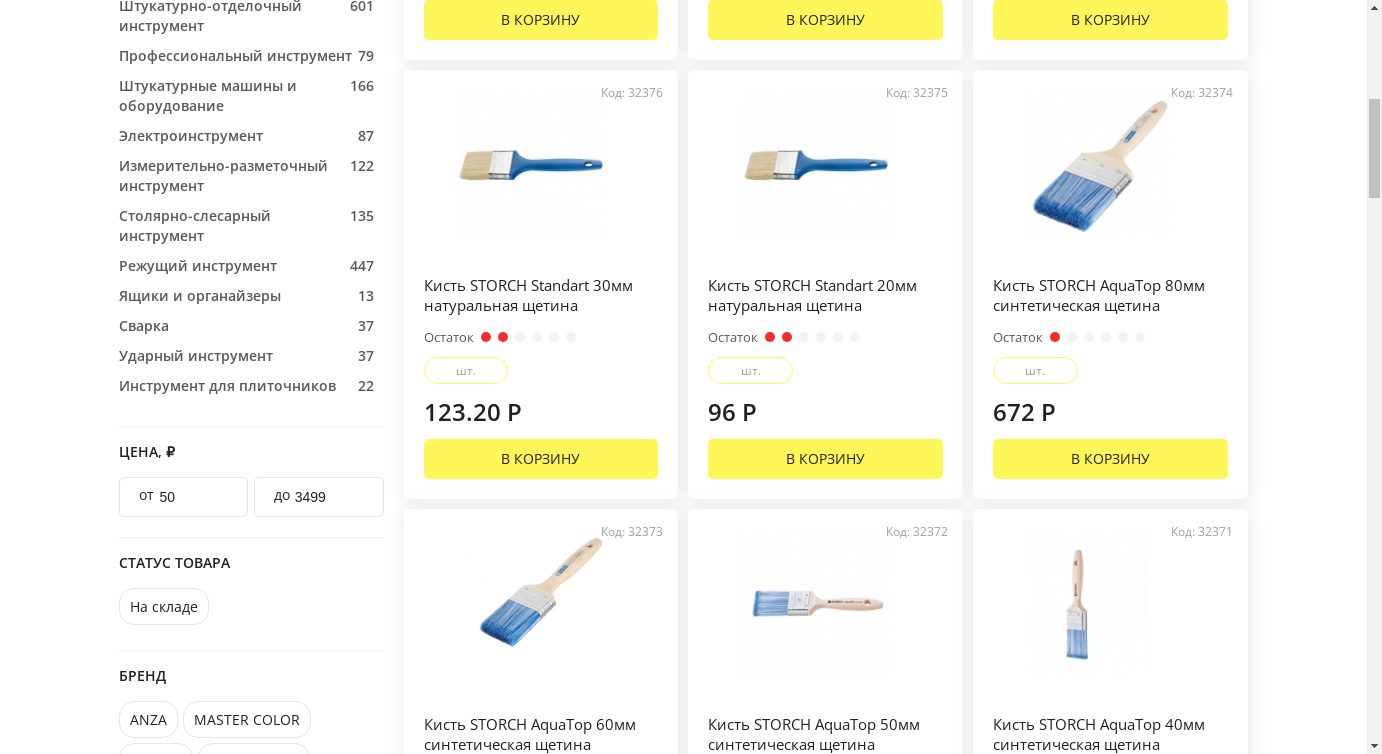 Штукатурно-отделочный 601
инструмент
Профессиональный инструмент 79
Штукатурные машины и 166
оборудование
Электроинструмент 87
Измерительно-разметочный 122
инструмент
Столярно-слесарный 135
инструмент
Режущий инструмент 447
Ящики и органайзеры 13
Сварка 37
Ударный инструмент 37
Инструмент для плиточников 22
ЦЕНА, ₽
от 50 до 3499
СТАТУС ТОВАРА
На складе
БРЕНД
ANZA MASTER COLOR
В КОРЗИНУ В КОРЗИНУ В КОРЗИНУ
Код: 32376
Кисть STORCH Standart 30мм
натуральная щетина
Остаток
шт.
123.20 Р
В КОРЗИНУ
Код: 32375
Кисть STORCH Standart 20мм
натуральная щетина
Остаток
шт.
96 Р
В КОРЗИНУ
Код: 32374
Кисть STORCH AquaTop 80мм
синтетическая щетина
Остаток
шт.
672 Р
В КОРЗИНУ
Код: 32373
Кисть STORCH AquaTop 60мм
синтетическая щетина
Код: 32372
Кисть STORCH AquaTop 50мм
синтетическая щетина
Код: 32371
Кисть STORCH AquaTop 40мм
синтетическая щетина